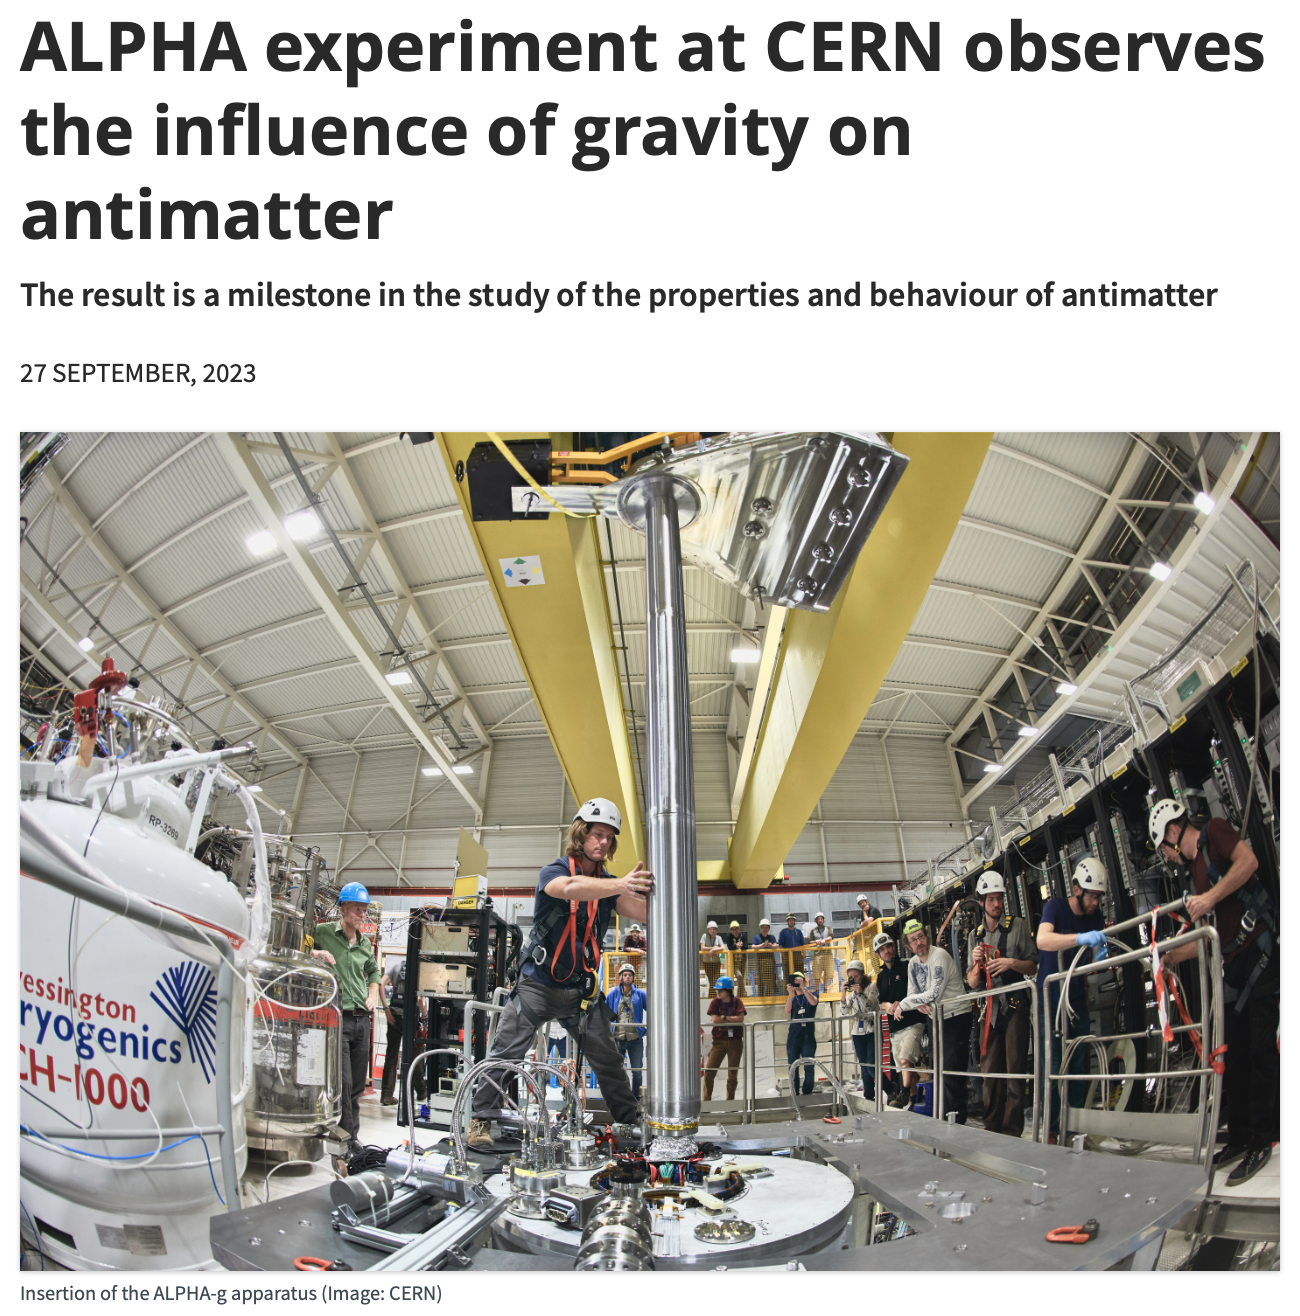 ALPHA experiment at CERN observes
the influence of gravity on
antimatter
The result is a milestone in the study of the properties and behaviour of antimatter
27 SEPTEMBER, 2023
RP-3269
essington
ryogenics
CH-1000
Insertion of the ALPHA-g apparatus (Image: CERN)